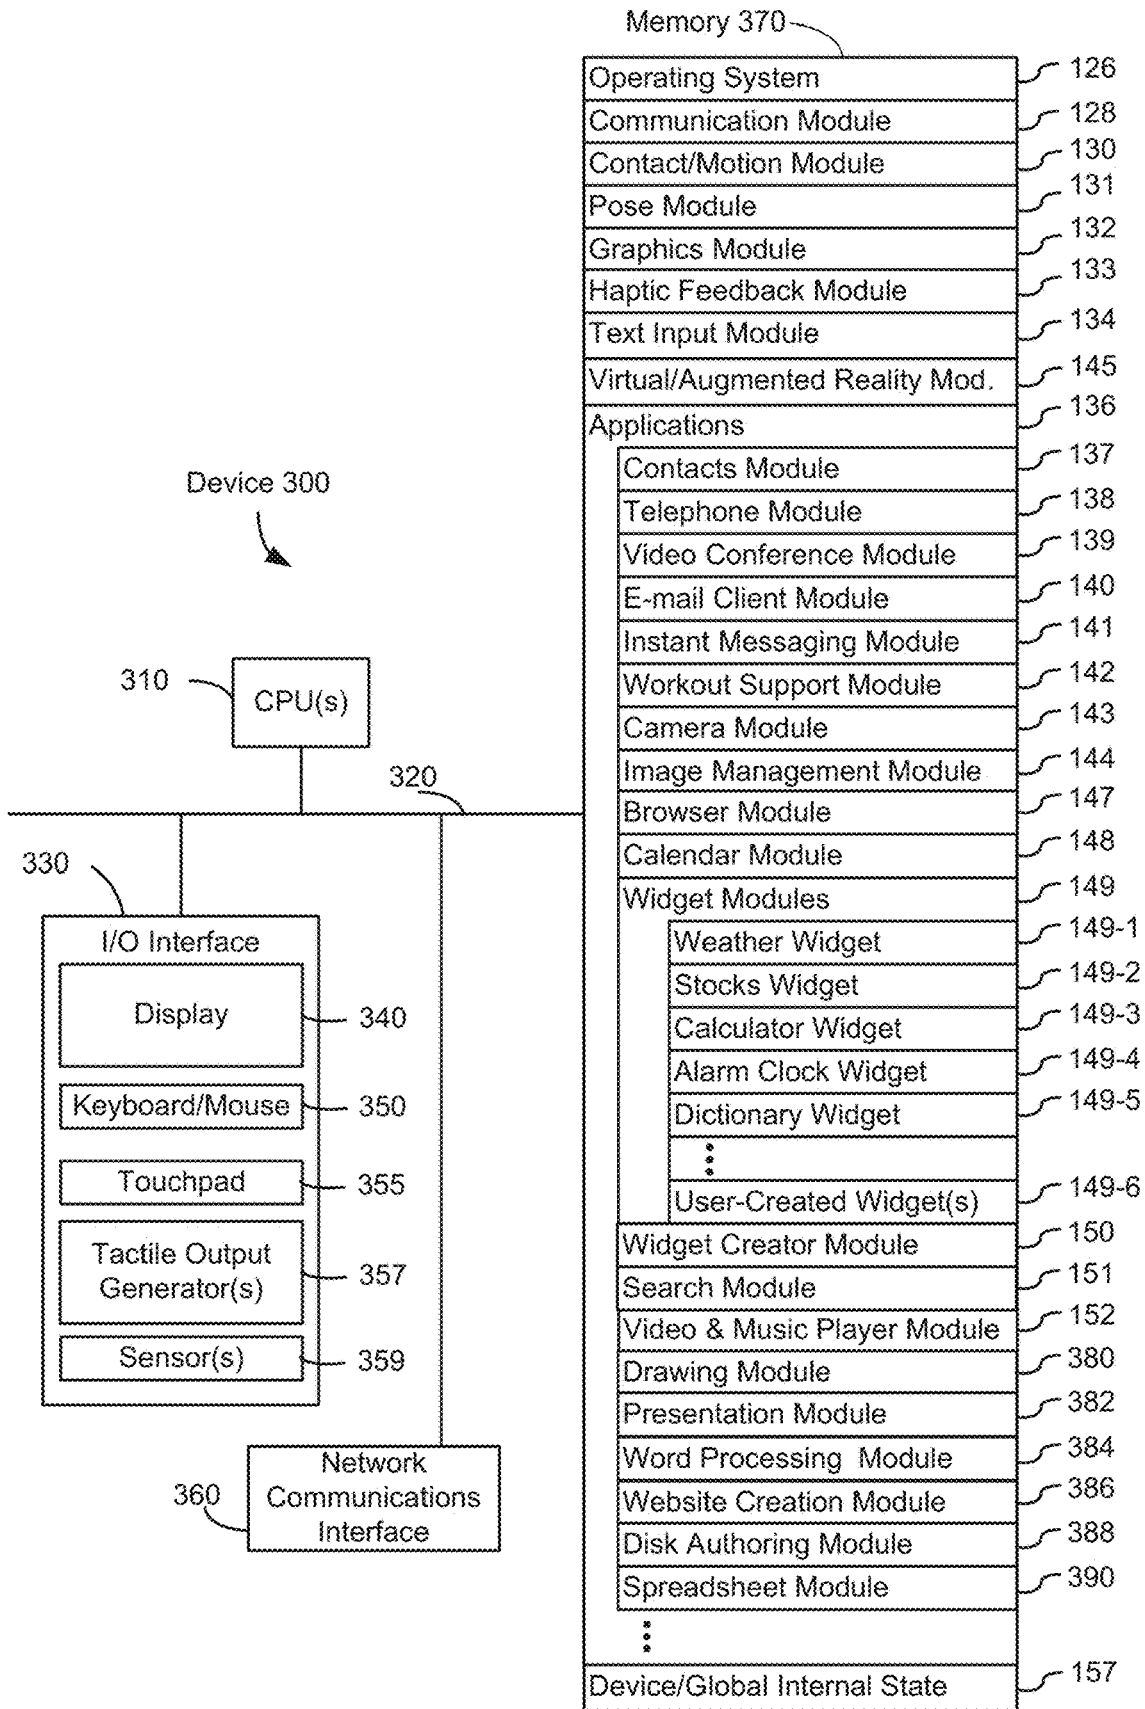 Memory 370
Operating System 126
Communication Module 128
Contact/Motion Module 130
Pose Module 131
Graphics Module 132
Haptic Feedback Module 133
Text Input Module 134
Virtual/Augmented Reality Mod. 145
Applications 136
Contacts Module 137
Telephone Module 138
Video Conference Module 139
E-mail Client Module 140
Instant Messaging Module 141
Workout Support Module 142
Camera Module 143
Image Management Module 144
Browser Module 147
Calendar Module 148
Widget Modules 149
Weather Widget 149-1
Stocks Widget 149-2
Calculator Widget 149-3
Alarm Clock Widget 149-4
Dictionary Widget 149-5
User-Created Widget(s) 149-6
Widget Creator Module 150
Search Module 151
Video & Music Player Module 152
Drawing Module 380
Presentation Module 382
Word Processing Module 384
Website Creation Module 386
Disk Authoring Module 388
Spreadsheet Module 390
Device/Global Internal State 157
Device 300
310
CPU(s)
320
330
I/O Interface
Display 340
Keyboard/Mouse 350
Touchpad 355
Tactile Output
Generator(s) 357
Sensor(s) 359
360
Network
Communications
Interface